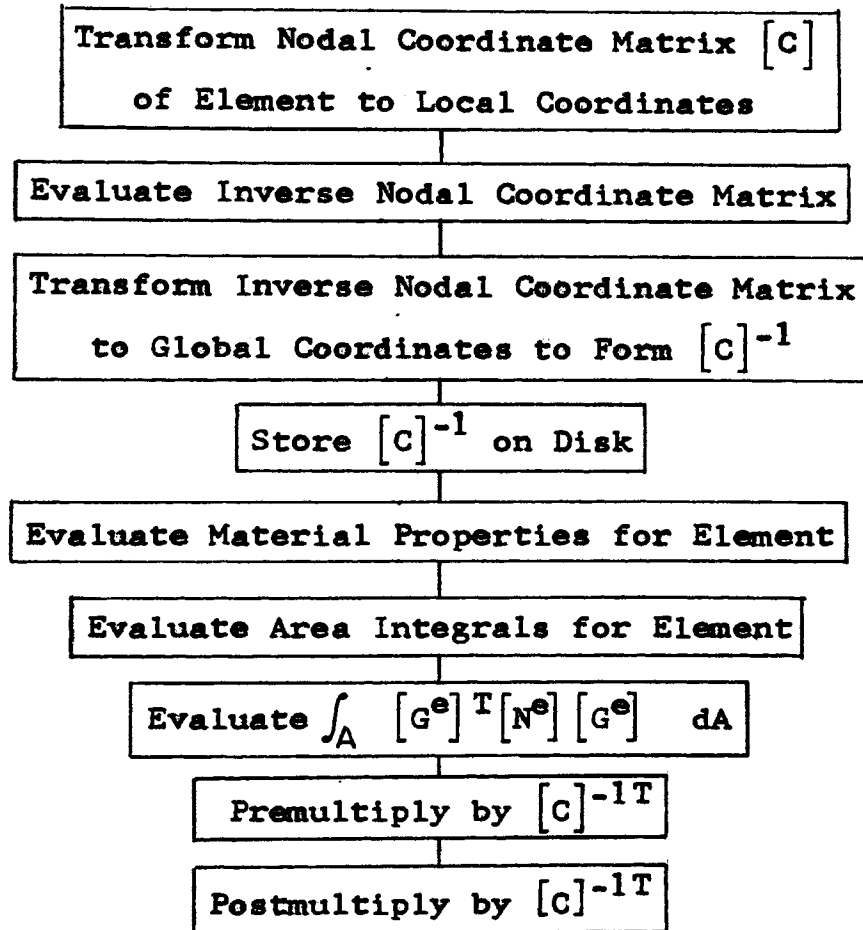 Transform Nodal Coordinate Matrix [C]
of Element to Local Coordinates
Evaluate Inverse Nodal Coordinate Matrix
Transform Inverse Nodal Coordinate Matrix
to Global Coordinates to Form [C]⁻¹
Store [C]⁻¹ on Disk
Evaluate Material Properties for Element
Evaluate Area Integrals for Element
Evaluate ∫_A [Gᵉ]ᵀ[Nᵉ][Gᵉ] dA
Premultiply by [C]⁻¹ᵀ
Postmultiply by [C]⁻¹ᵀ